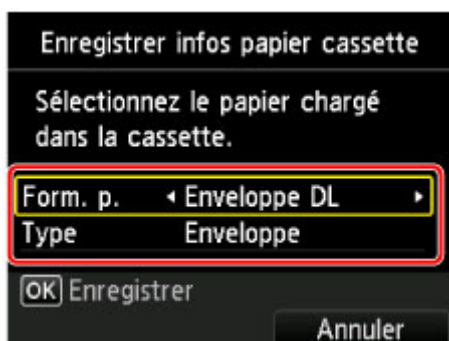 Enregistrer infos papier cassette
Sélectionnez le papier chargé
dans la cassette.
Form. p. Enveloppe DL
Type Enveloppe
OK Enregistrer
Annuler